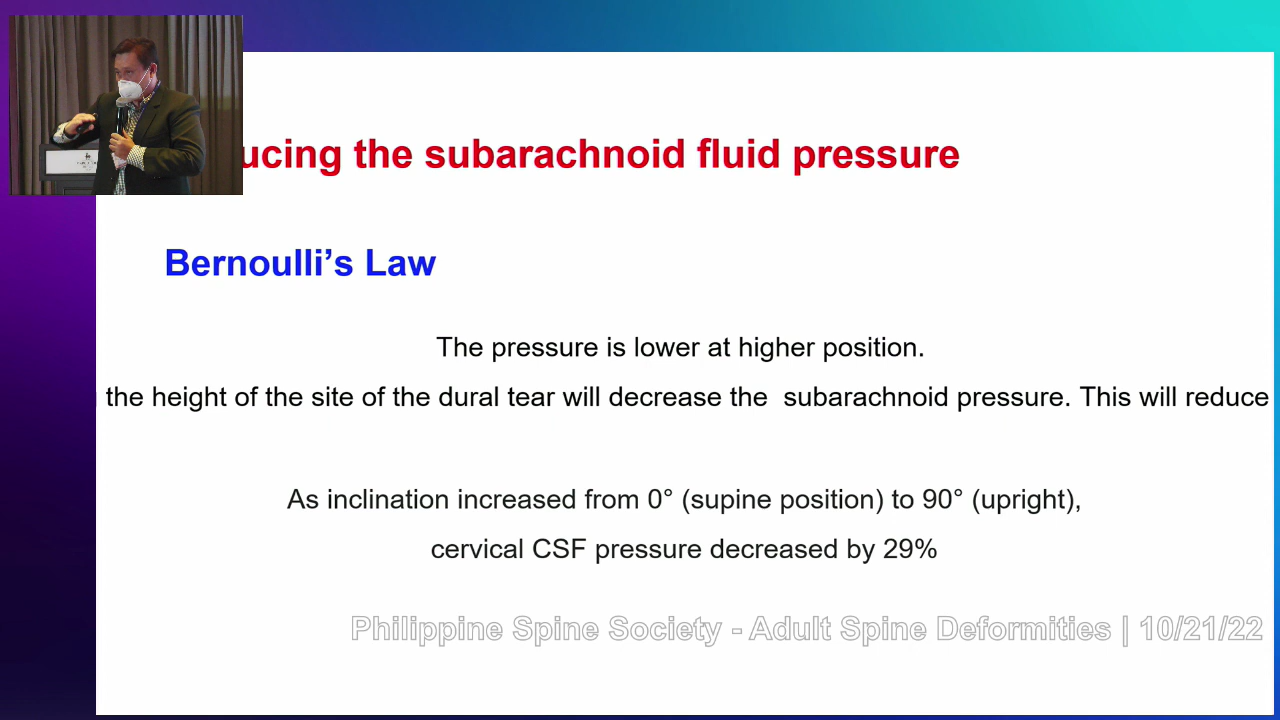 ucing the subarachnoid fluid pressure
Bernoulli’s Law
The pressure is lower at higher position.
the height of the site of the dural tear will decrease the subarachnoid pressure. This will reduce
As inclination increased from 0° (supine position) to 90° (upright),
cervical CSF pressure decreased by 29%
Philippine Spine Society - Adult Spine Deformities | 10/21/22